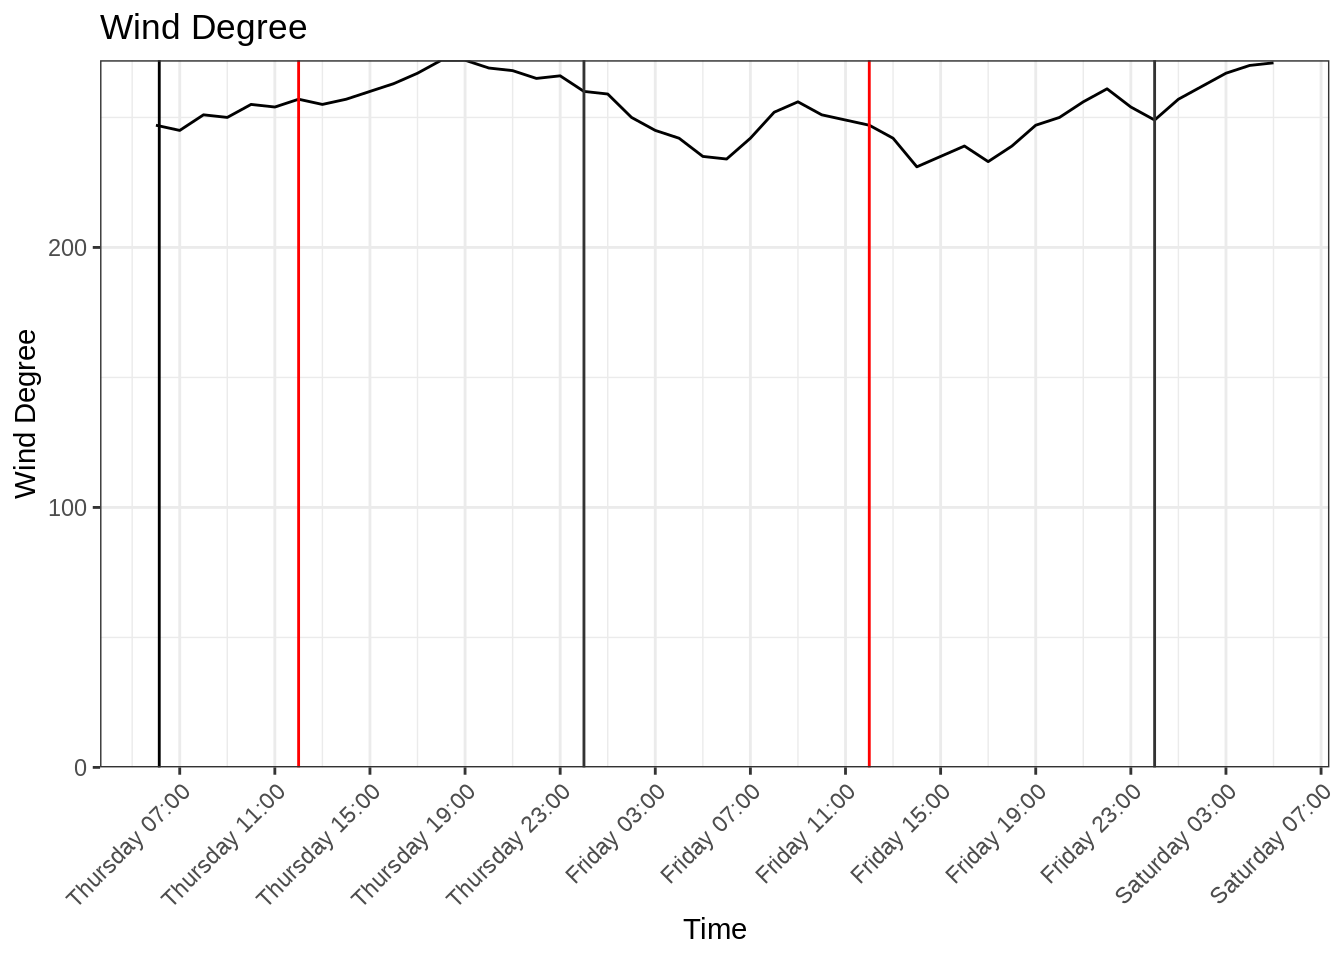 Wind Degree
Wind Degree
200
100
0
Thursday 07:00
Thursday 11:00
Thursday 15:00
Thursday 19:00
Thursday 23:00
Friday 03:00
Friday 07:00
Friday 11:00
Friday 15:00
Friday 19:00
Friday 23:00
Saturday 03:00
Saturday 07:00
Time